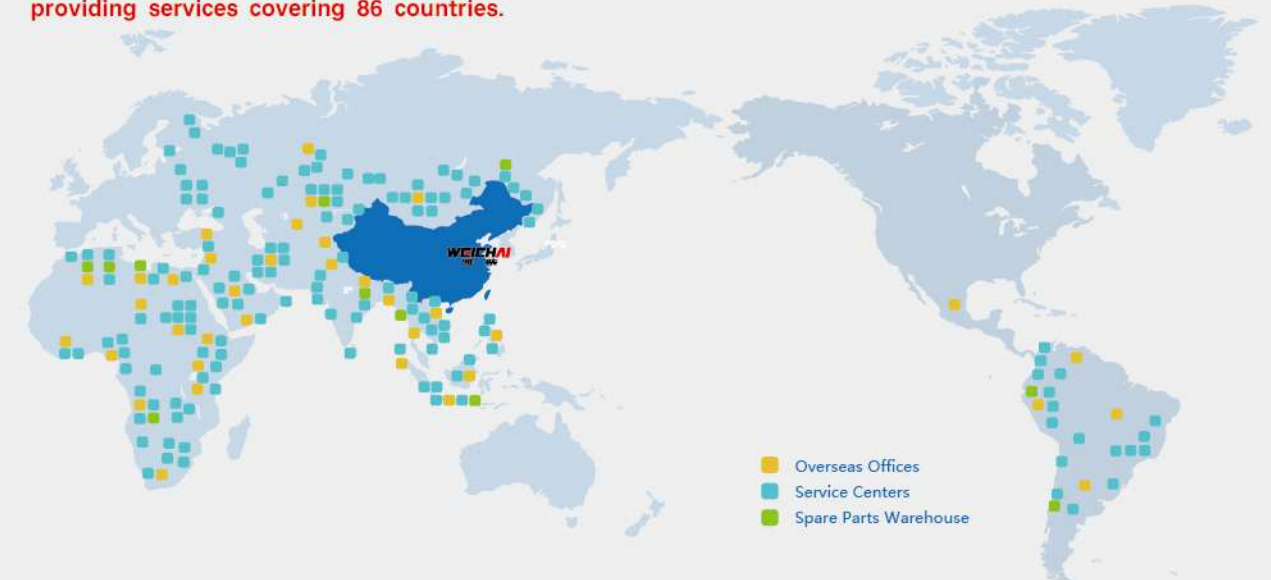 providing services covering 86 countries.
WEICHAI
Overseas Offices
Service Centers
Spare Parts Warehouse